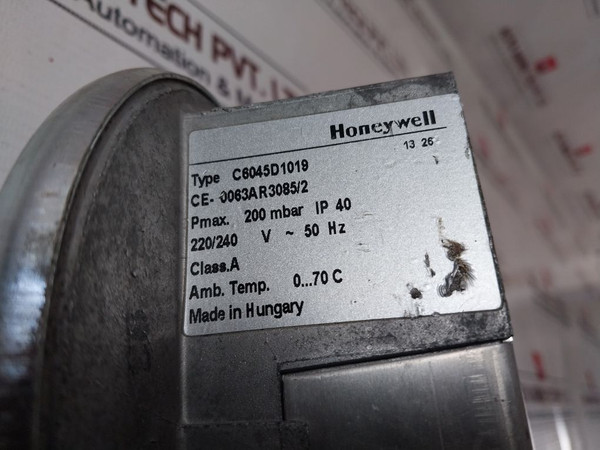 TECH PVT. LT
Automation &
Honeywell
13 26
Type C6045D1019
CE- 0063AR3085/2
Pmax. 200 mbar IP 40
220/240 V ~ 50 Hz
Class.A
Amb. Temp. 0...70 C
Made in Hungary